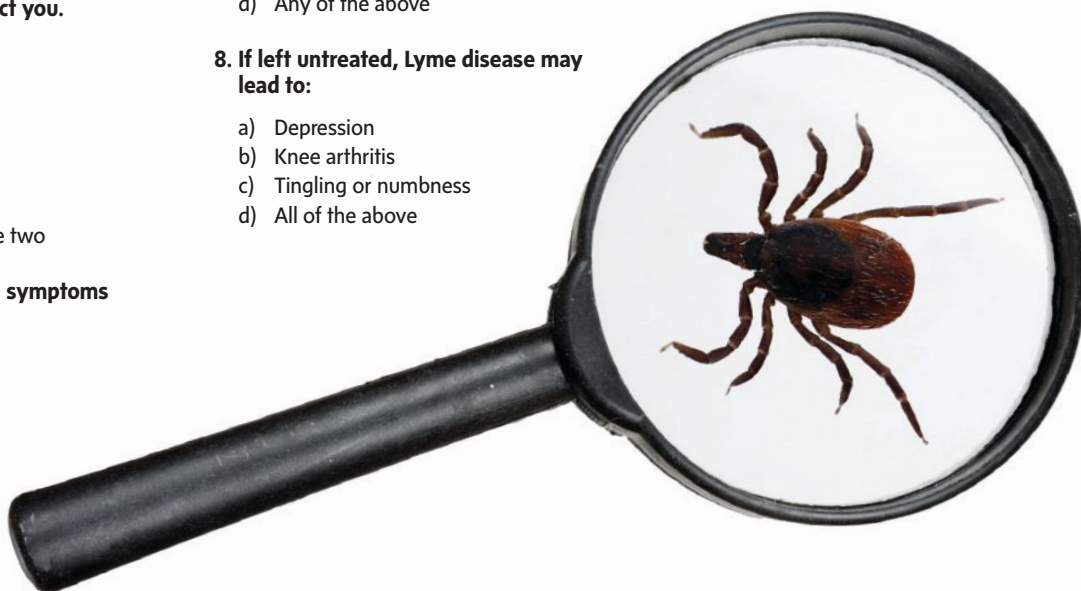 ct you.
e two
symptoms
d) Any of the above
8. If left untreated, Lyme disease may
lead to:
a) Depression
b) Knee arthritis
c) Tingling or numbness
d) All of the above